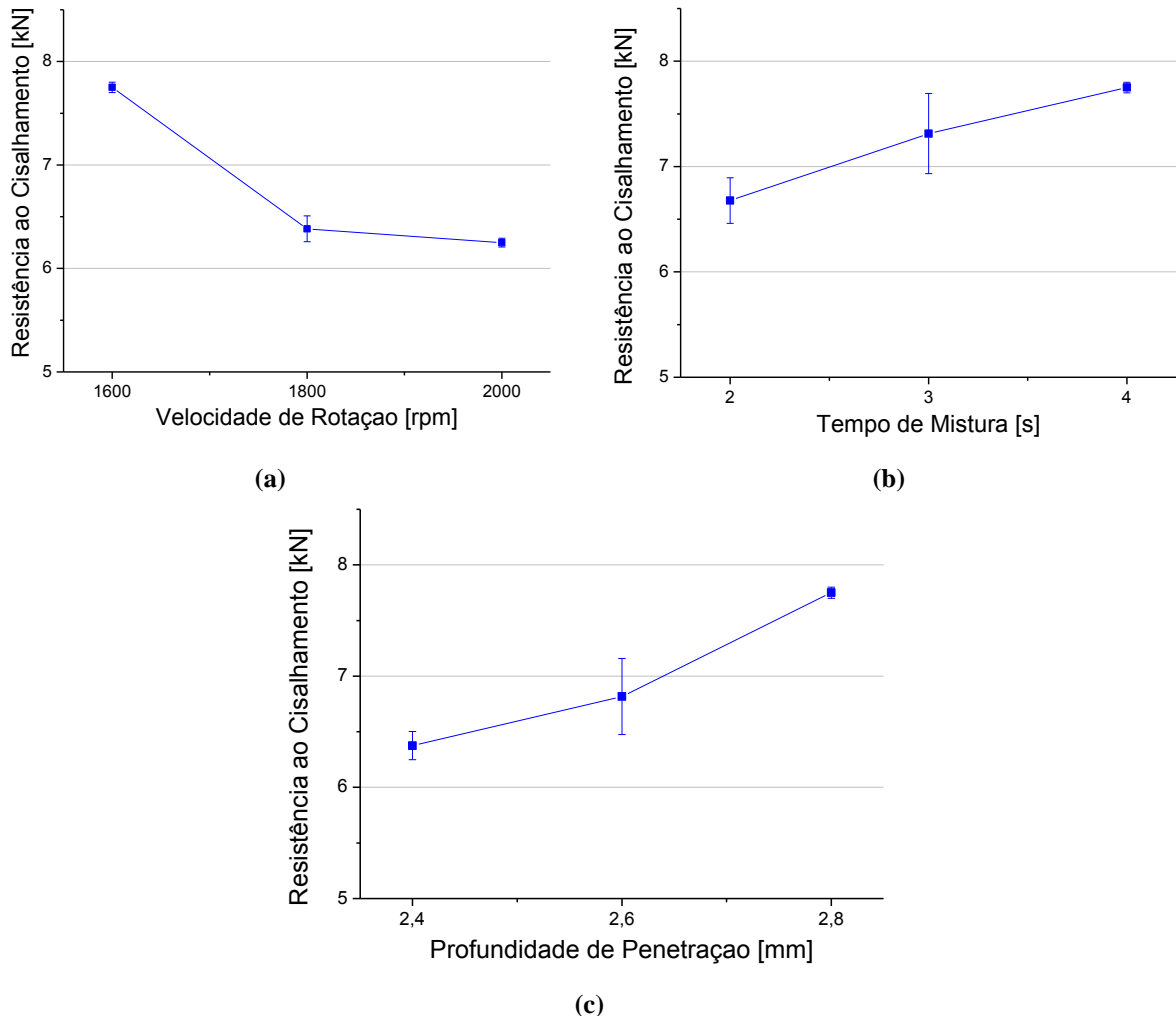 Resistência ao Cisalhamento [kN]
8
7
6
5
1600 1800 2000
Velocidade de Rotaçao [rpm]
(a)
Resistência ao Cisalhamento [kN]
8
7
6
5
2 3 4
Tempo de Mistura [s]
(b)
Resistência ao Cisalhamento [kN]
8
7
6
5
2,4 2,6 2,8
Profundidade de Penetraçao [mm]
(c)